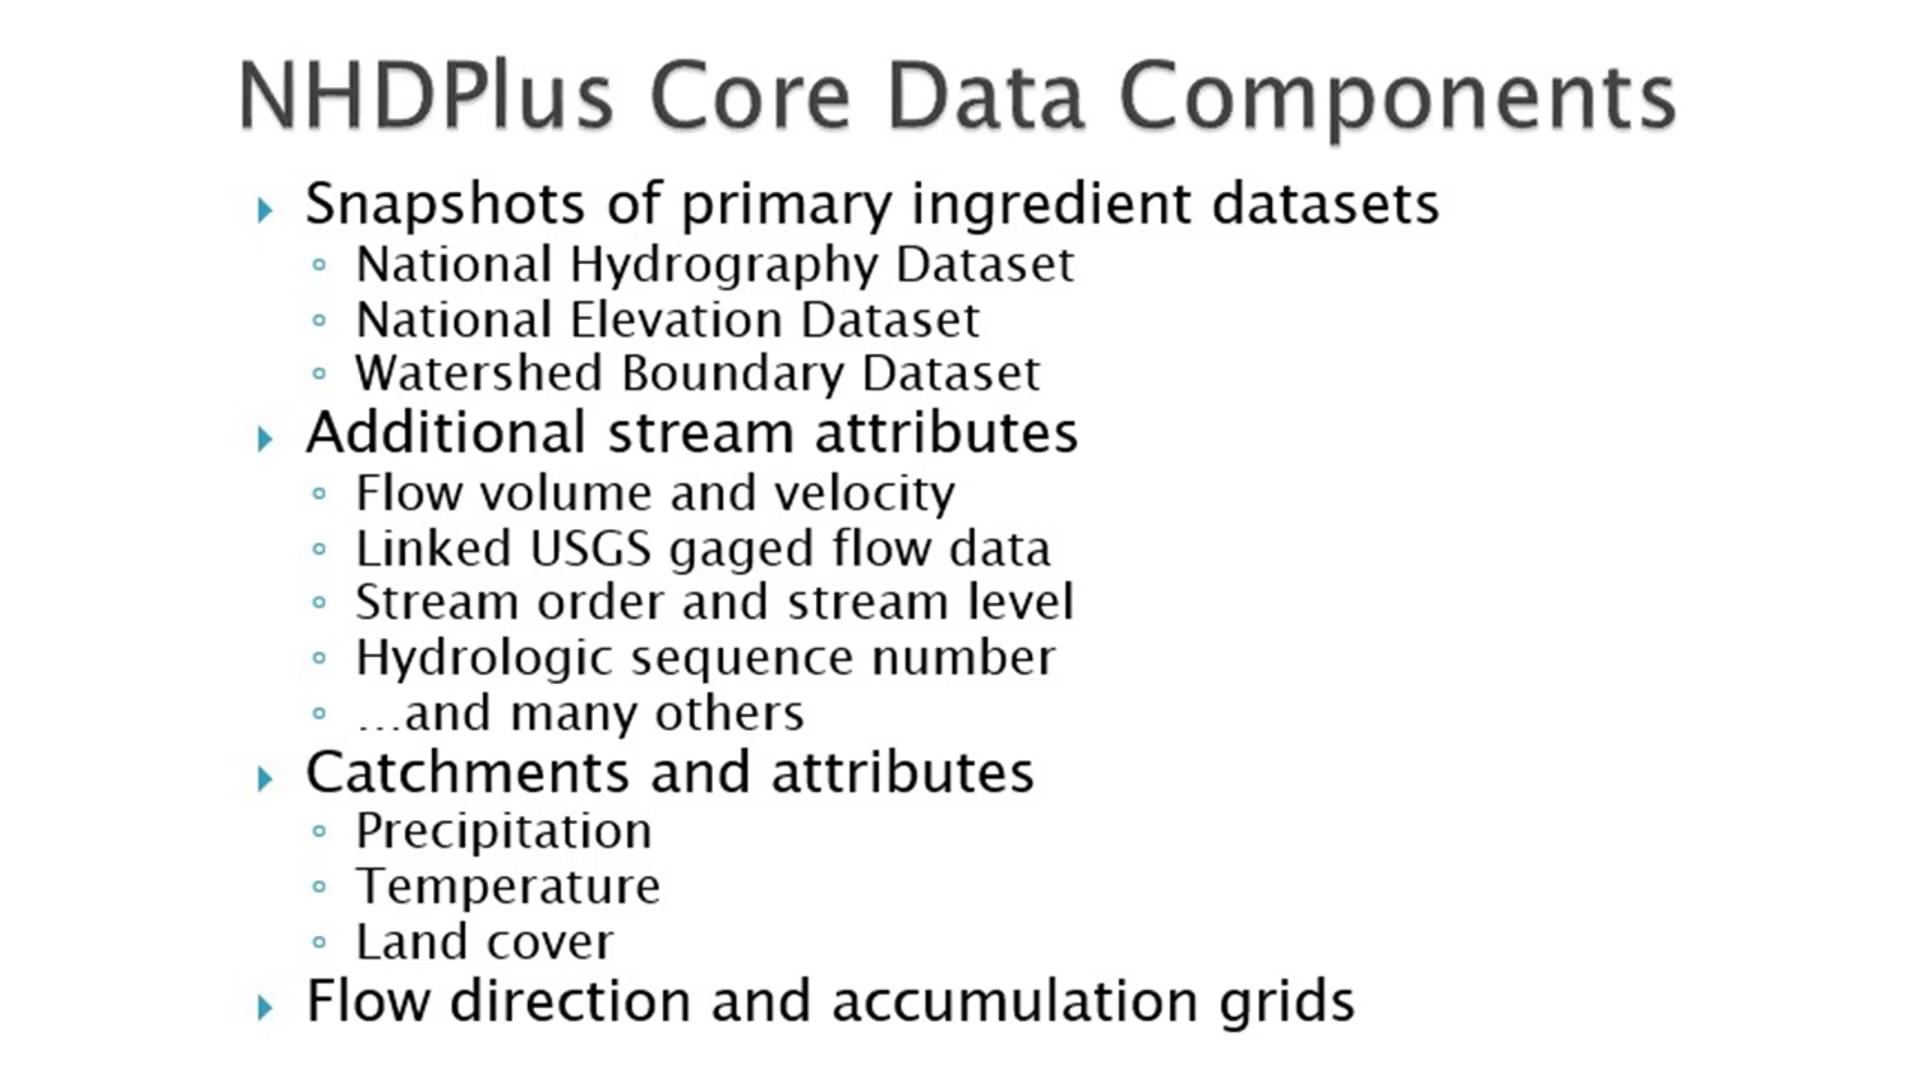 NHDPlus Core Data Components
Snapshots of primary ingredient datasets
National Hydrography Dataset
National Elevation Dataset
Watershed Boundary Dataset
Additional stream attributes
Flow volume and velocity
Linked USGS gaged flow data
Stream order and stream level
Hydrologic sequence number
...and many others
Catchments and attributes
Precipitation
Temperature
Land cover
Flow direction and accumulation grids